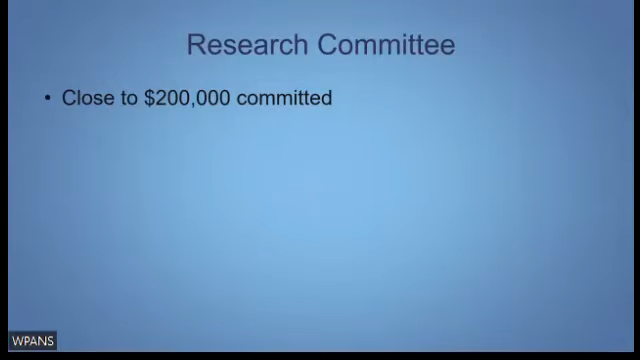 Research Committee
• Close to $200,000 committed
WPANS